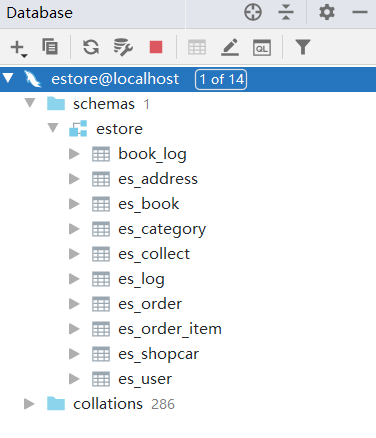 Database
QL
estore@localhost 1 of 14
schemas 1
estore
book_log
es_address
es_book
es_category
es_collect
es_log
es_order
es_order_item
es_shopcar
es_user
collations 286